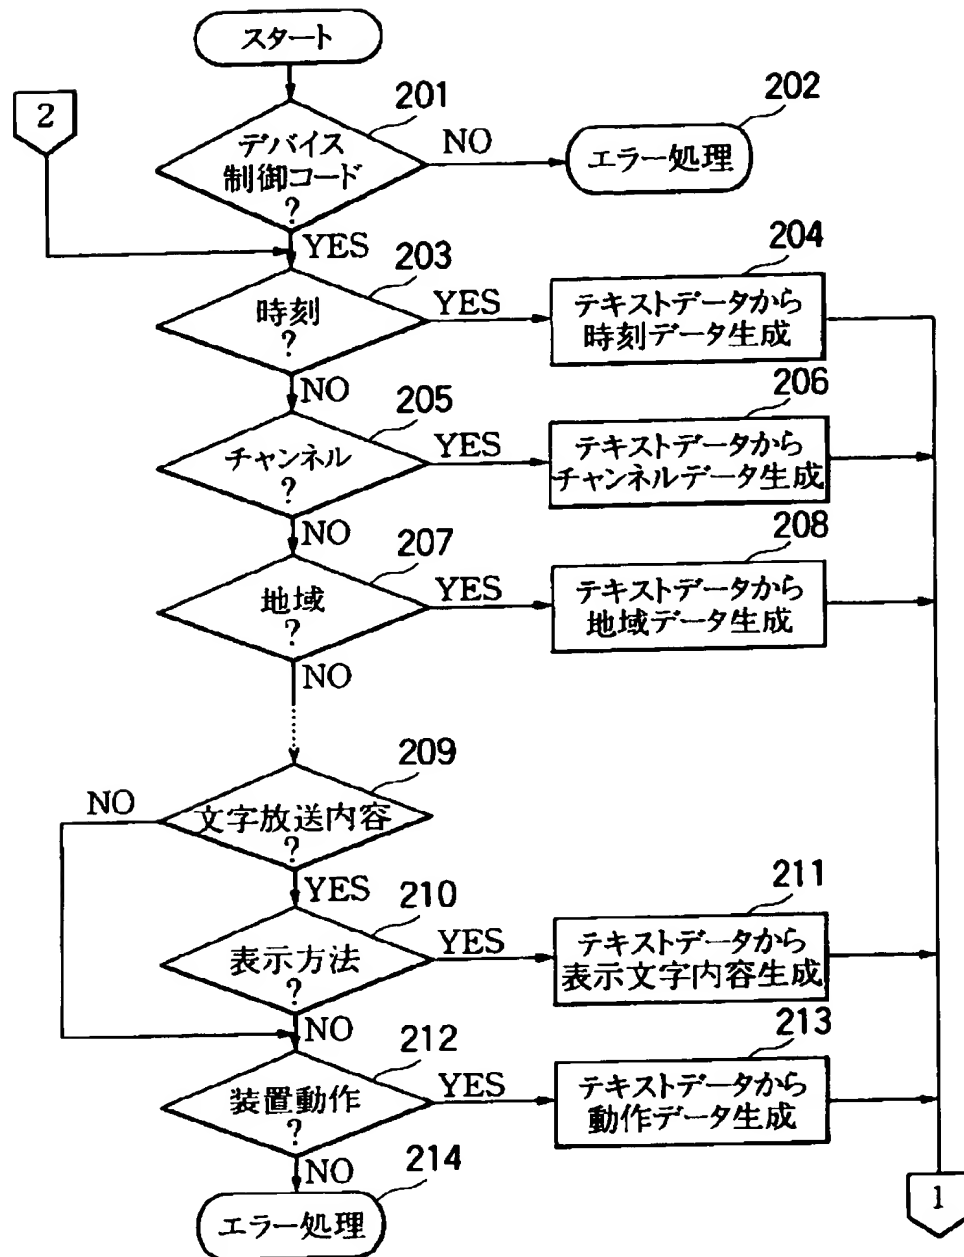 スタート
2
201
202
デバイス
制御コード
?
NO
エラー処理
YES
203
204
時刻
?
YES
テキストデータから
時刻データ生成
NO
205
206
チャンネル
?
YES
テキストデータから
チャンネルデータ生成
NO
207
208
地域
?
YES
テキストデータから
地域データ生成
NO
209
NO
文字放送内容
?
YES
210
211
表示方法
?
YES
テキストデータから
表示文字内容生成
NO
212
213
装置動作
?
YES
テキストデータから
動作データ生成
NO
214
エラー処理
1